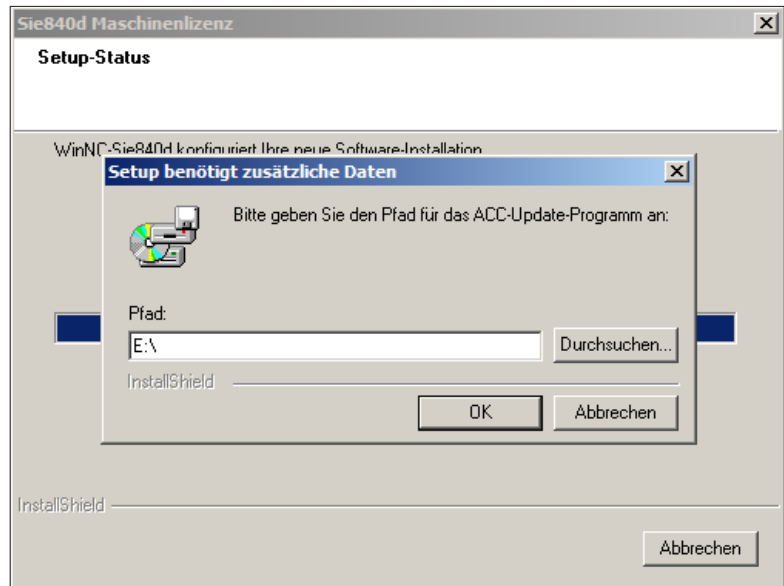 Sie840d Maschinenlizenz
Setup-Status
WinNC-Sie840d konfiguriert Ihre neue Software-Installation
Setup benötigt zusätzliche Daten
Bitte geben Sie den Pfad für das ACC-Update-Programm an:
Pfad:
E:\
Durchsuchen...
InstallShield
OK
Abbrechen
InstallShield
Abbrechen